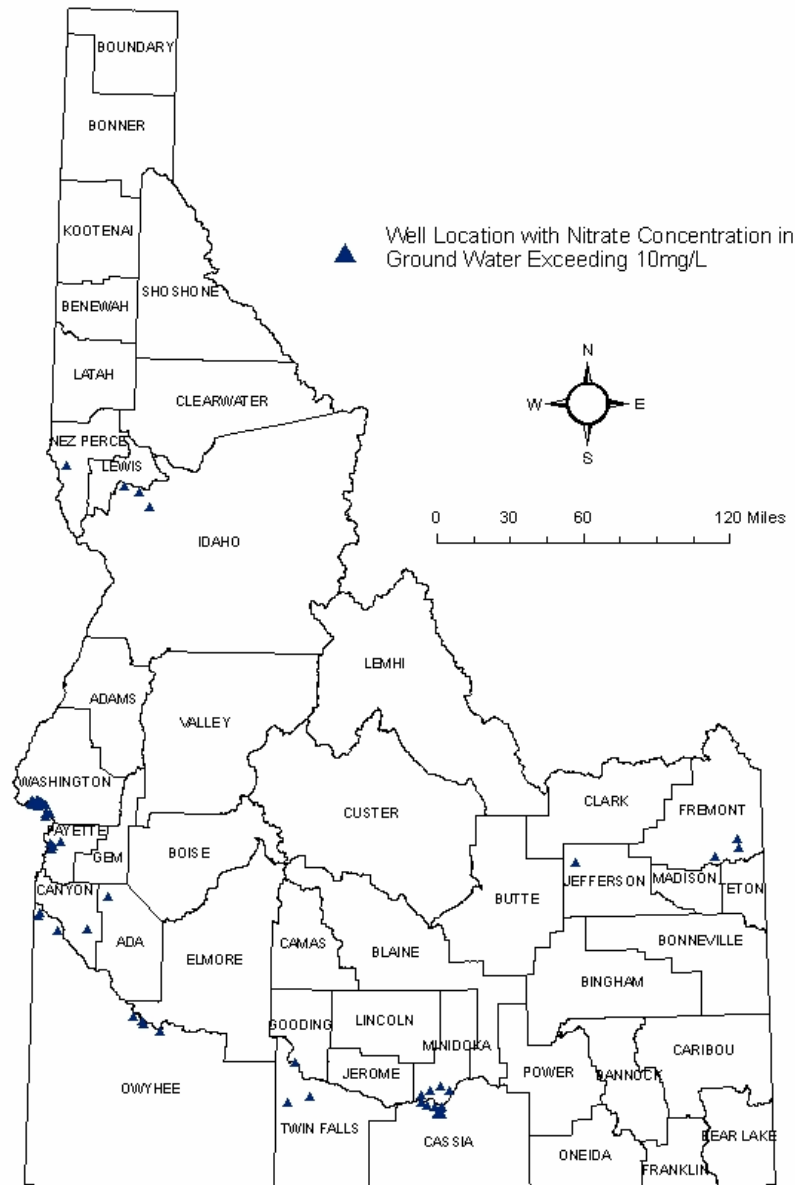 BOUNDARY
BONNER
KOOTENAI
Well Location with Nitrate Concentration in
Ground Water Exceeding 10mg/L
SHOSHONE
BENEWAH
LATAH
N
W E
S
CLEARWATER
NEZ PERCE
LEWIS
0 30 60 120 Miles
IDAHO
LEMHI
ADAMS
VALLEY
WASHINGTON
CLARK
CUSTER
FREMONT
PAYETTE
GEM
BOISE
JEFFERSON
MADISON
TETON
CANYON
BUTTE
ADA
CAMAS
BLAINE
BONNEVILLE
ELMORE
BINGHAM
GOODING
LINCOLN
MINIDOKA
CARIBOU
JEROME
POWER
BANNOCK
OWYHEE
TWIN FALLS
CASSIA
BEAR LAKE
ONEIDA
FRANKLIN